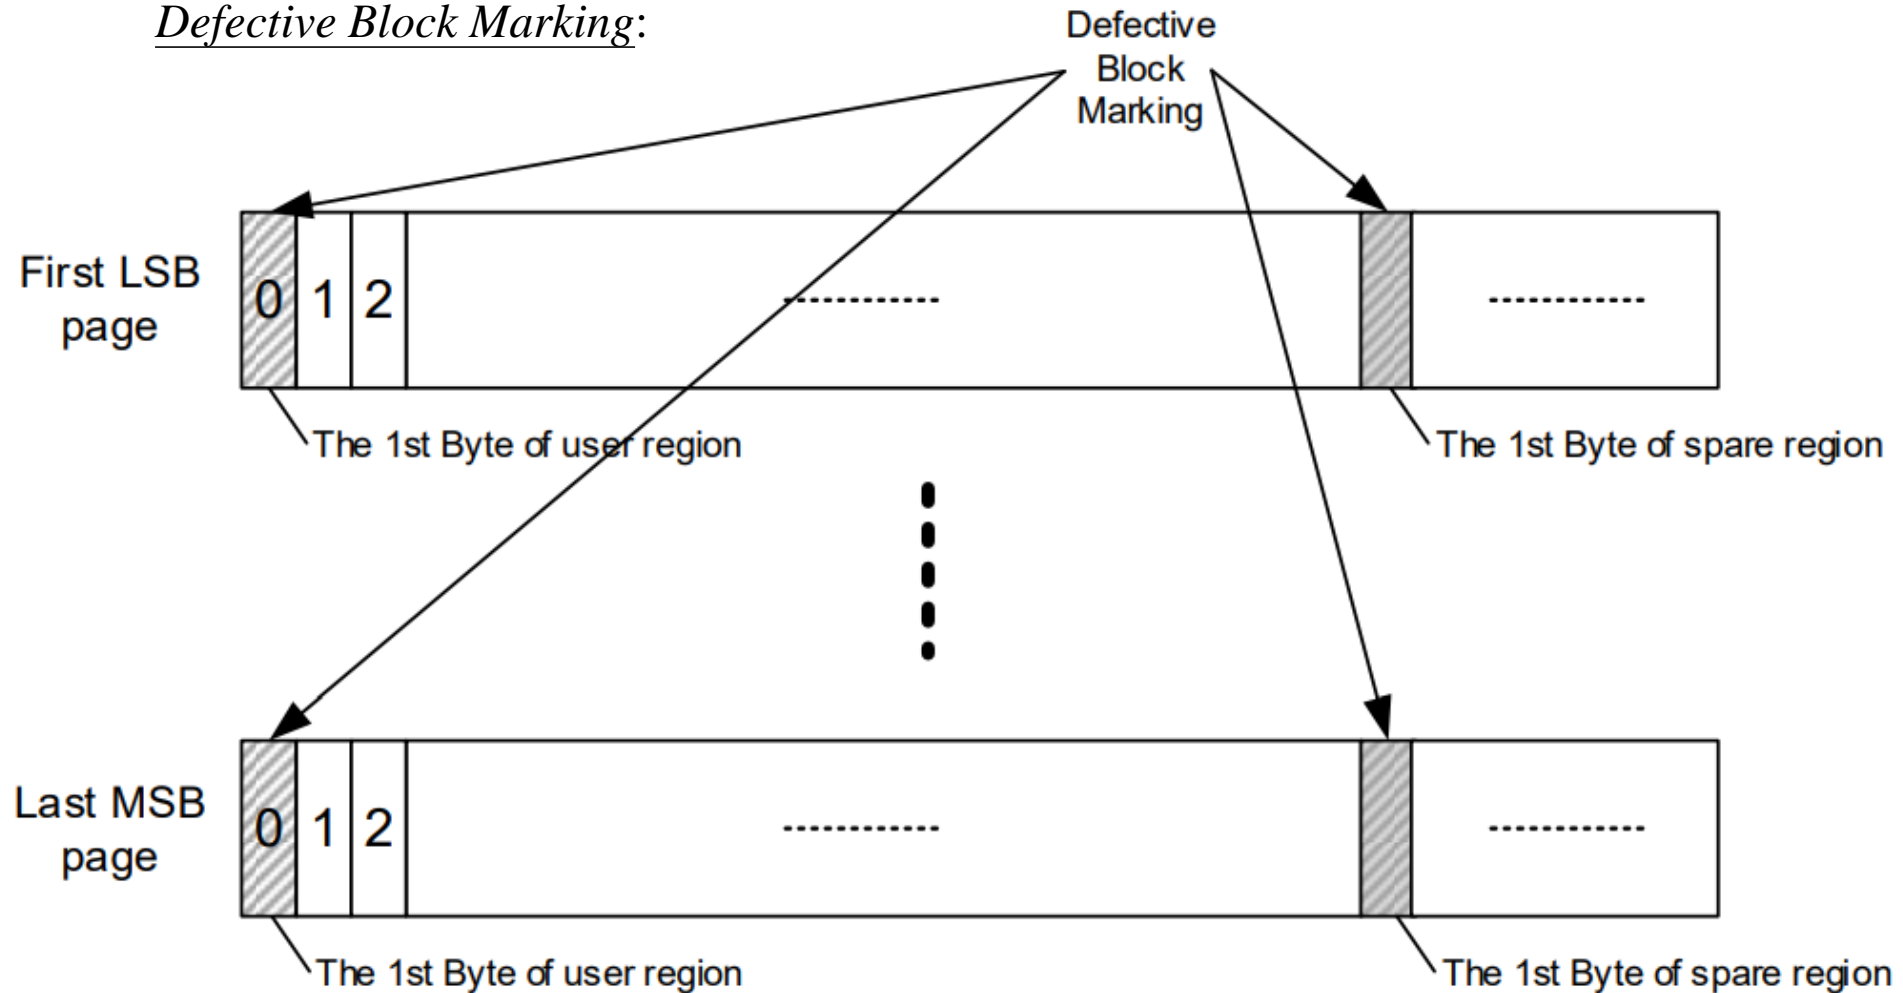 Defective Block Marking:
Defective
Block
Marking
First LSB
page
0 1 2
The 1st Byte of user region
The 1st Byte of spare region
Last MSB
page
0 1 2
The 1st Byte of user region
The 1st Byte of spare region